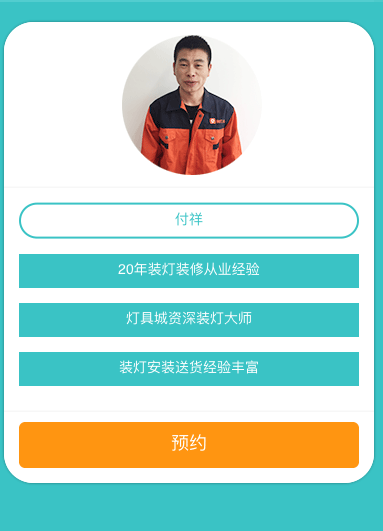 付祥
20年装灯装修从业经验
灯具城资深装灯大师
装灯安装送货经验丰富
预约